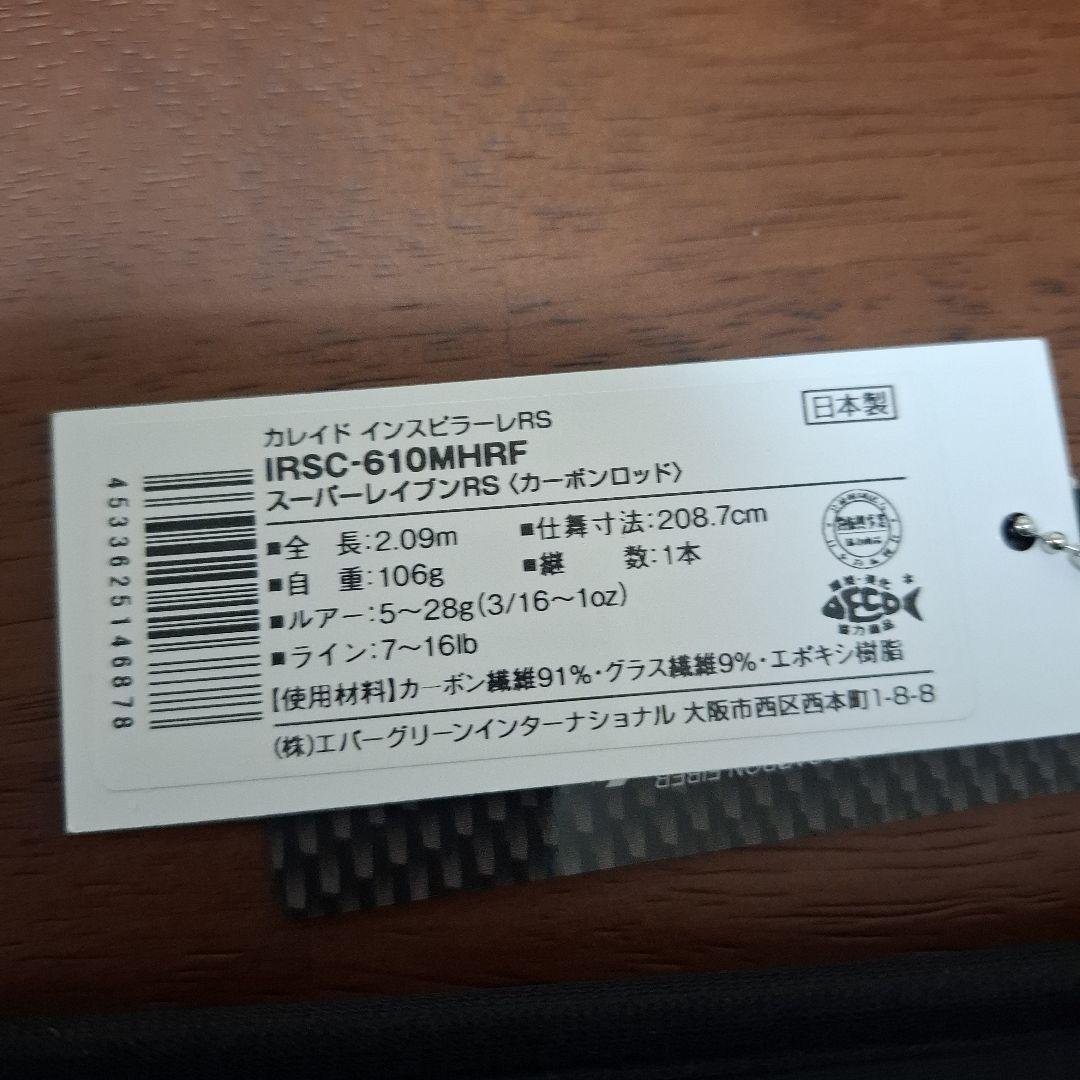 カレイド インスピラーレRS
日本製
IRSC-610MHRF
スーパーレイブンRS〈カーボンロッド〉
■全 長:2.09m ■仕舞寸法:208.7cm
■自 重:106g ■継 数:1本
■ルアー:5〜28g(3/16〜1oz)
■ライン:7〜16lb
【使用材料】カーボン繊維91%・グラス繊維9%・エポキシ樹脂
(株)エバーグリーンインターナショナル 大阪市西区西本町1-8-8
4533625146878
ECO
CARBON FIBER